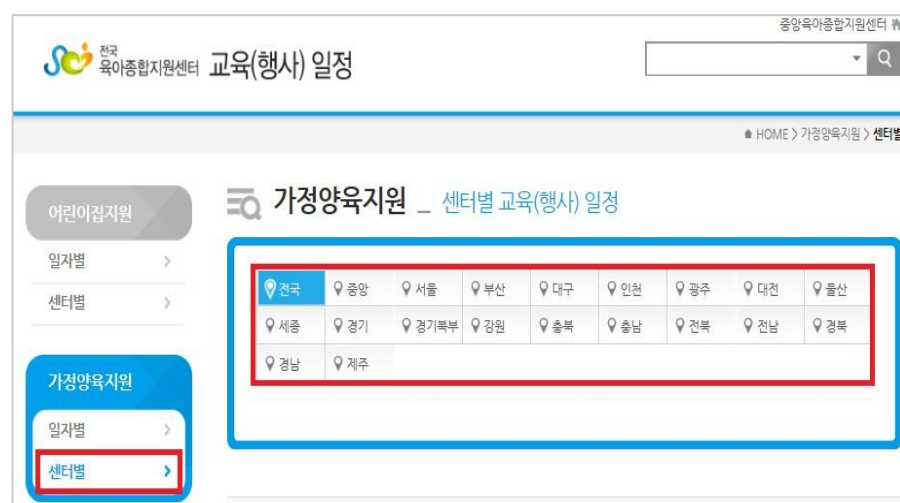 중앙육아종합지원센터
전국
육아종합지원센터 교육(행사) 일정
HOME > 가정양육지원 > 센터별
어린이집지원
일자별
센터별
가정양육지원
일자별
센터별
가정양육지원 _ 센터별 교육(행사) 일정
전국 중앙 서울 부산 대구 인천 광주 대전 울산
세종 경기 경기북부 강원 충북 충남 전북 전남 경북
경남 제주